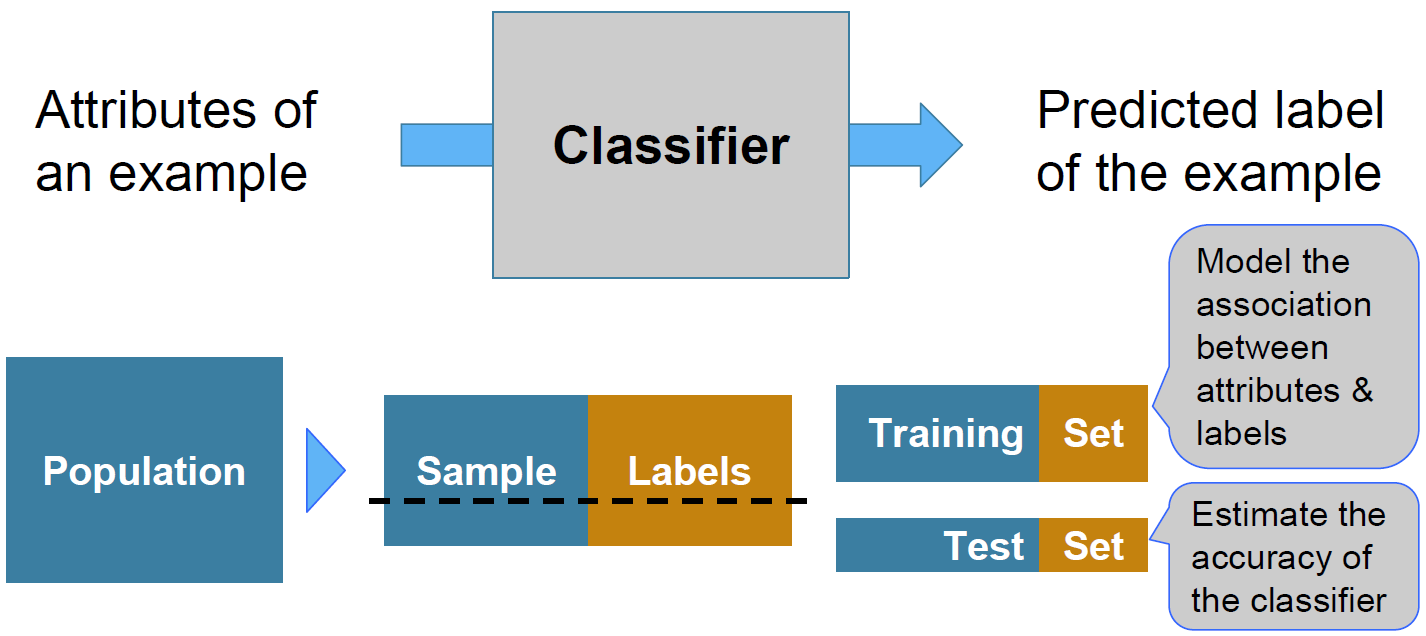 Attributes of
an example
Classifier
Predicted label
of the example
Population
Sample
Labels
Training Set
Test Set
Model the
association
between
attributes &
labels
Estimate the
accuracy of
the classifier